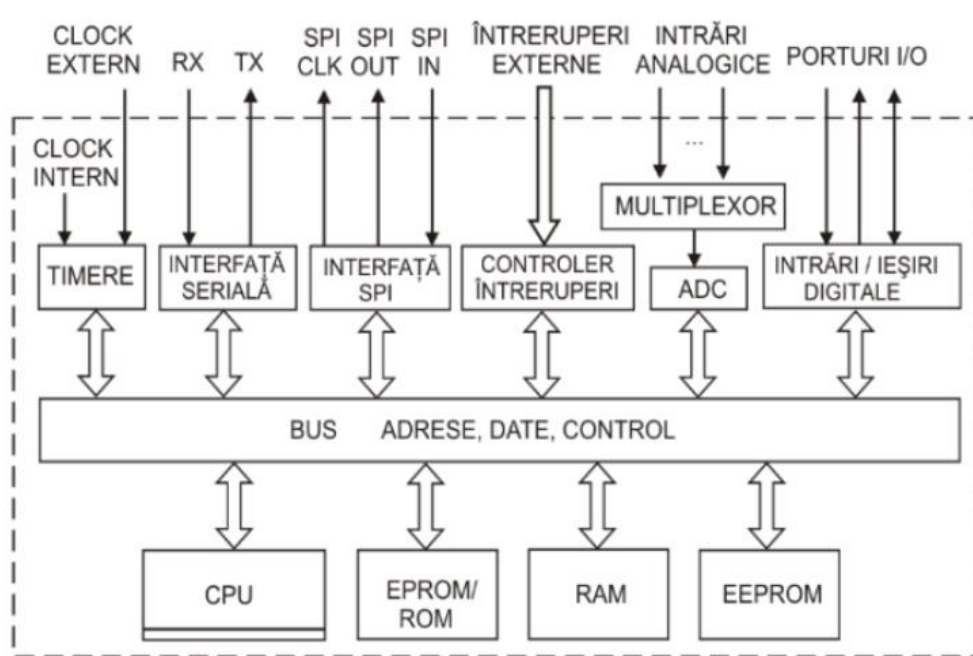 CLOCK
EXTERN
RX
TX
SPI
CLK
SPI
OUT
SPI
IN
ÎNTRERUPERI
EXTERNE
INTRĂRI
ANALOGICE
PORTURI I/O
CLOCK
INTERN
...
MULTIPLEXOR
TIMERE
INTERFAȚĂ
SERIALĂ
INTERFAȚĂ
SPI
CONTROLER
ÎNTRERUPERI
ADC
INTRĂRI / IEŞIRI
DIGITALE
BUS ADRESE, DATE, CONTROL
CPU
EPROM/
ROM
RAM
EEPROM